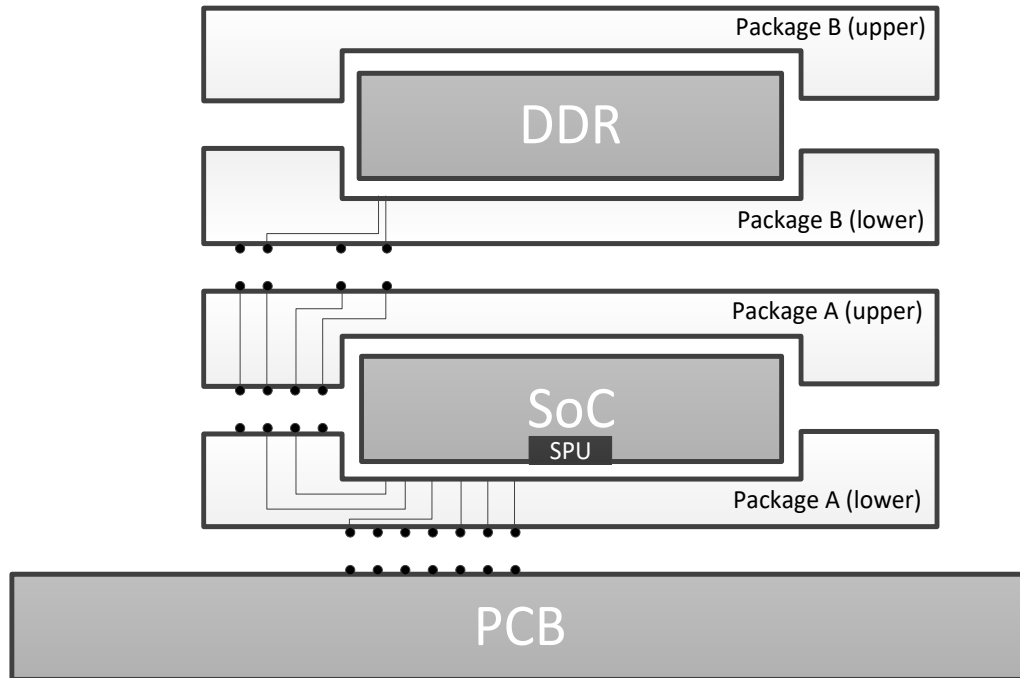 Package B (upper)
DDR
Package B (lower)
Package A (upper)
SoC
SPU
Package A (lower)
PCB